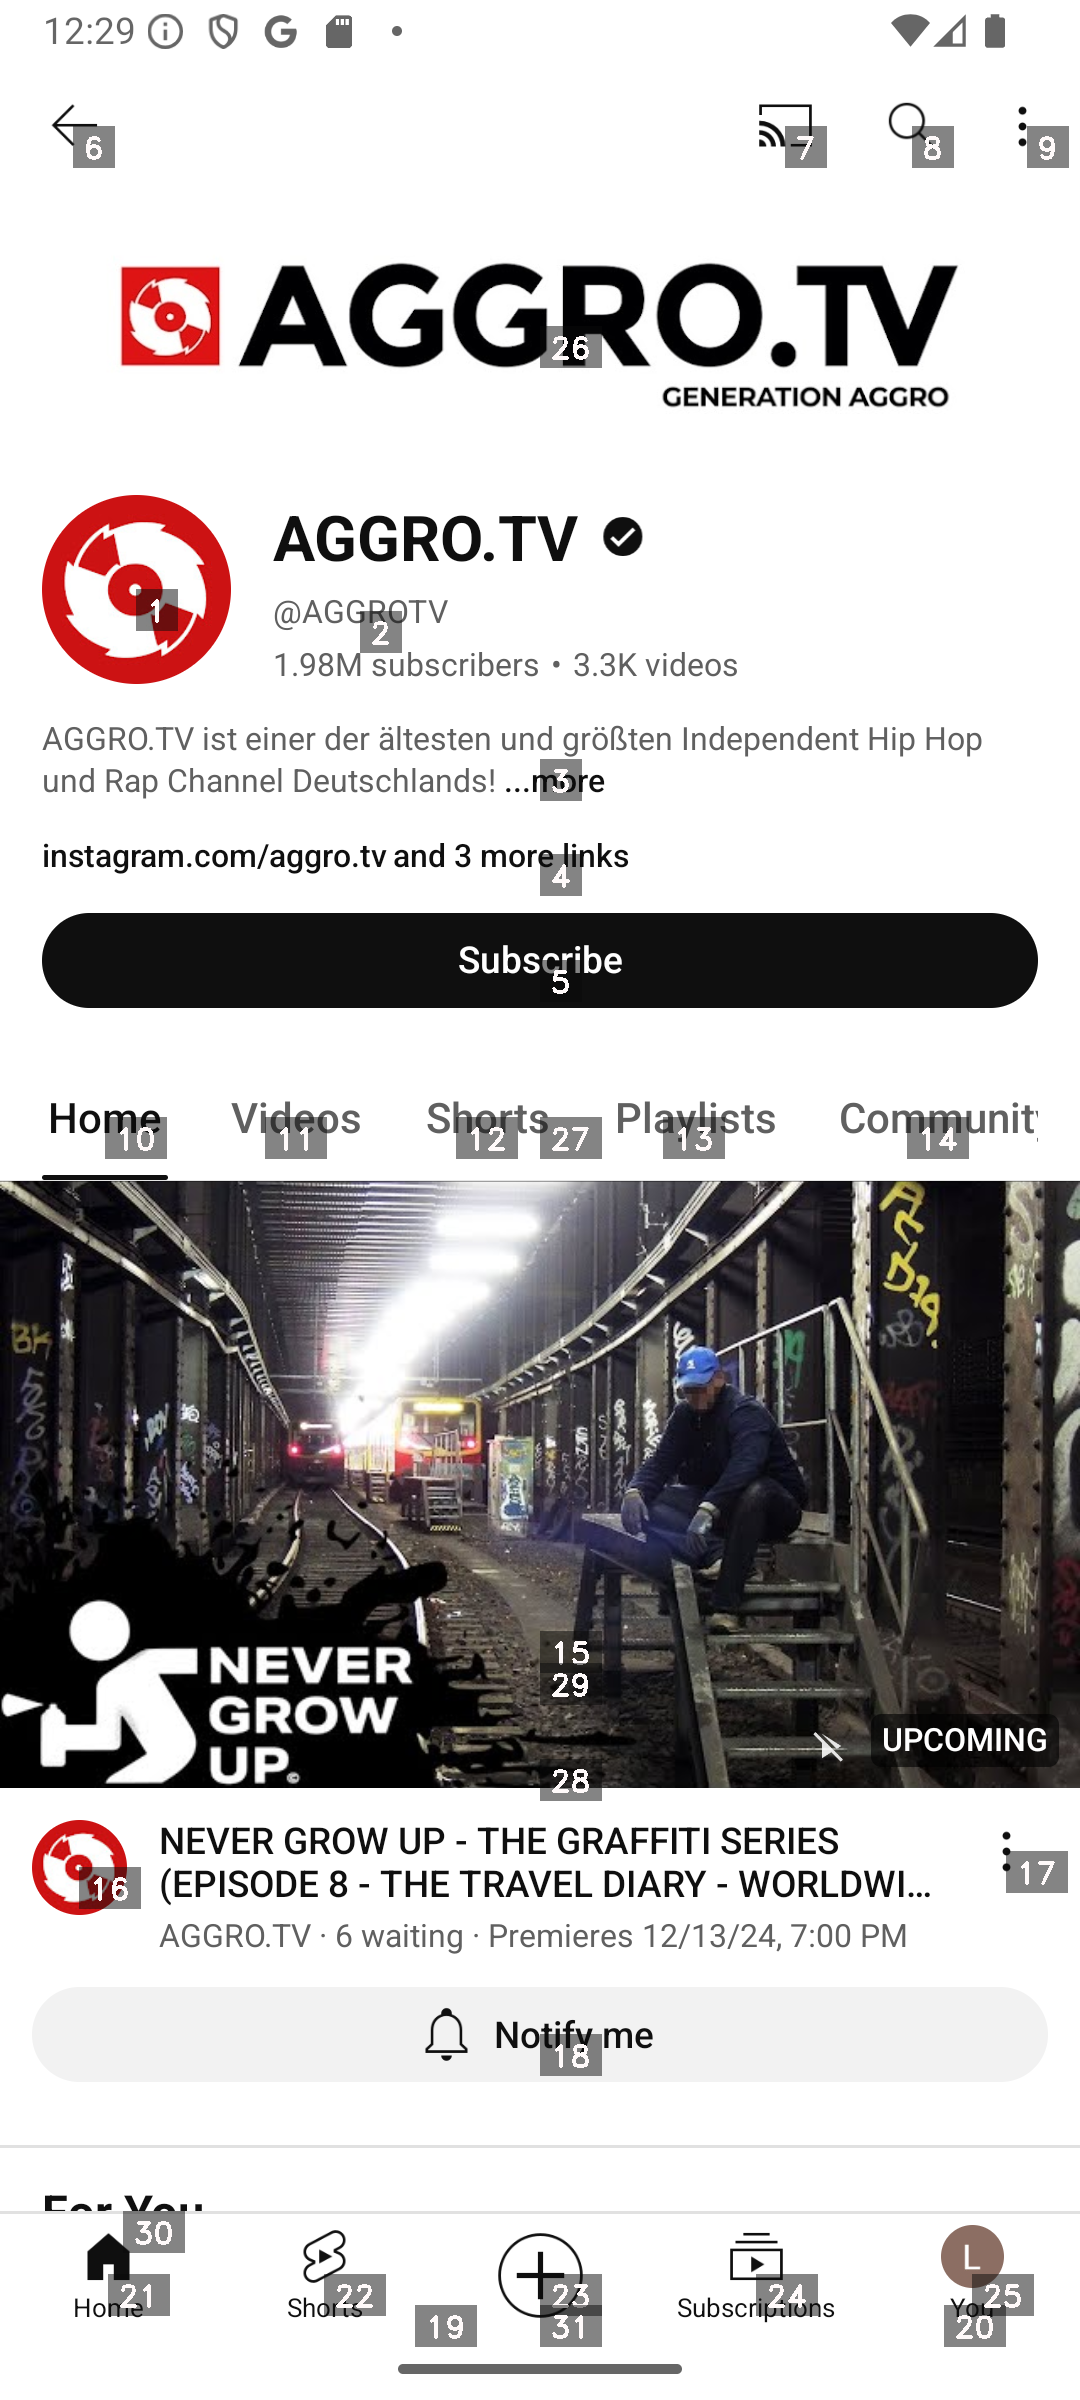 12:29
6
7
8
9
AGGRO.TV
26
GENERATION AGGRO
AGGRO.TV
1
@AGGROTV
2
1.98M subscribers • 3.3K videos
AGGRO.TV ist einer der ältesten und größten Independent Hip Hop
und Rap Channel Deutschlands! ...more
3
instagram.com/aggro.tv and 3 more links
4
Subscribe
5
Home Videos Shorts Playlists Community
10 11 12 27 13 14
BK
15
29
NEVER
GROW
UP
UPCOMING
28
NEVER GROW UP - THE GRAFFITI SERIES
(EPISODE 8 - THE TRAVEL DIARY - WORLDWI...
16
17
AGGRO.TV · 6 waiting · Premieres 12/13/24, 7:00 PM
Notify me
18
For You
30
L
21 22 23 24 25
Home Shorts Subscriptions You
19 31 20